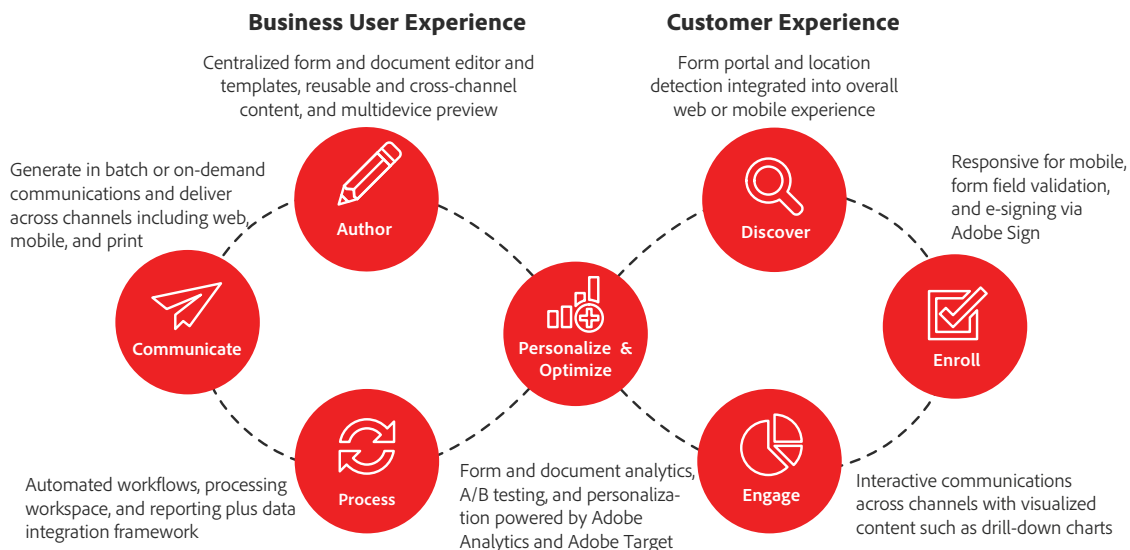 Business User Experience
Customer Experience
Centralized form and document editor and
templates, reusable and cross-channel
content, and multidevice preview
Form portal and location
detection integrated into overall
web or mobile experience
Generate in batch or on-demand
communications and deliver
across channels including web,
mobile, and print
Author
Discover
Responsive for mobile,
form field validation,
and e-signing via
Adobe Sign
Communicate
Personalize &
Optimize
Enroll
Process
Engage
Automated workflows, processing
workspace, and reporting plus data
integration framework
Form and document analytics,
A/B testing, and personaliza-
tion powered by Adobe
Analytics and Adobe Target
Interactive communications
across channels with visualized
content such as drill-down charts